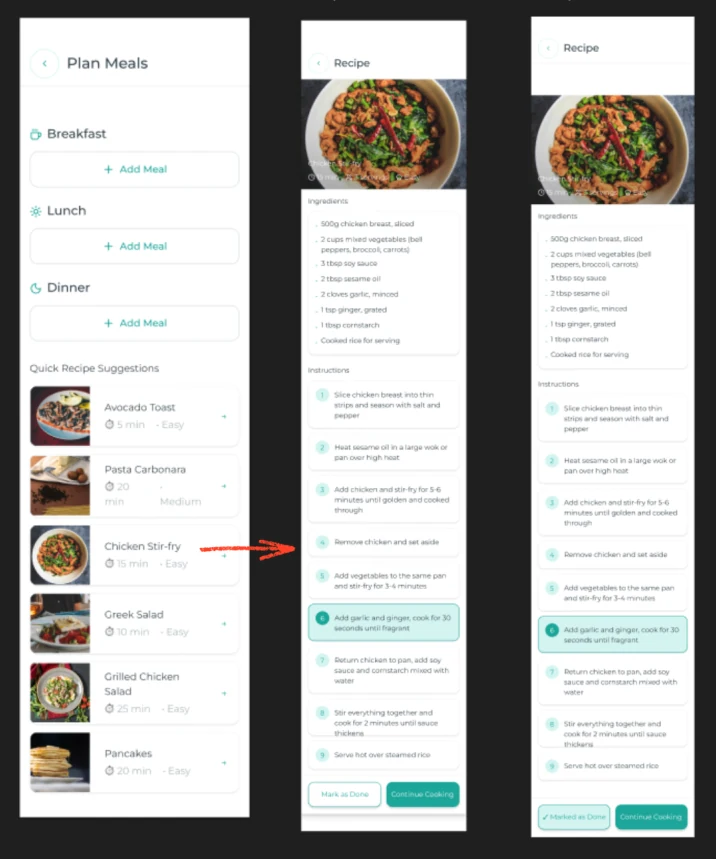 Plan Meals
Breakfast
+ Add Meal
Lunch
+ Add Meal
Dinner
+ Add Meal
Quick Recipe Suggestions
Avocado Toast
5 min • Easy
Pasta Carbonara
20 •
min Medium
Chicken Stir-fry
15 min • Easy
Greek Salad
10 min • Easy
Grilled Chicken
Salad
25 min • Easy
Pancakes
20 min • Easy
Recipe
Chicken Stir-fry
Ingredients
500g chicken breast, sliced
2 cups mixed vegetables (bell
peppers, broccoli, carrots)
3 tbsp soy sauce
2 tbsp sesame oil
2 cloves garlic, minced
1 tsp ginger, grated
1 tbsp cornstarch
Cooked rice for serving
Instructions
1 Slice chicken breast into thin
strips and season with salt and
pepper
2 Heat sesame oil in a large wok or
pan over high heat
3 Add chicken and stir-fry for 5-6
minutes until golden and cooked
through
4 Remove chicken and set aside
5 Add vegetables to the same pan
and stir-fry for 3-4 minutes
6 Add garlic and ginger, cook for 30
seconds until fragrant
7 Return chicken to pan, add soy
sauce and cornstarch mixed with
water
8 Stir everything together and
cook for 2 minutes until sauce
thickens
9 Serve hot over steamed rice
Mark as Done
Continue Cooking
Recipe
Chicken Stir-fry
Ingredients
500g chicken breast, sliced
2 cups mixed vegetables (bell
peppers, broccoli, carrots)
3 tbsp soy sauce
2 tbsp sesame oil
2 cloves garlic, minced
1 tsp ginger, grated
1 tbsp cornstarch
Cooked rice for serving
Instructions
1 Slice chicken breast into thin
strips and season with salt and
pepper
2 Heat sesame oil in a large wok or
pan over high heat
3 Add chicken and stir-fry for 5-6
minutes until golden and cooked
through
4 Remove chicken and set aside
5 Add vegetables to the same pan
and stir-fry for 3-4 minutes
6 Add garlic and ginger, cook for 30
seconds until fragrant
7 Return chicken to pan, add soy
sauce and cornstarch mixed with
water
8 Stir everything together and
cook for 2 minutes until sauce
thickens
9 Serve hot over steamed rice
✓ Marked as Done
Continue Cooking